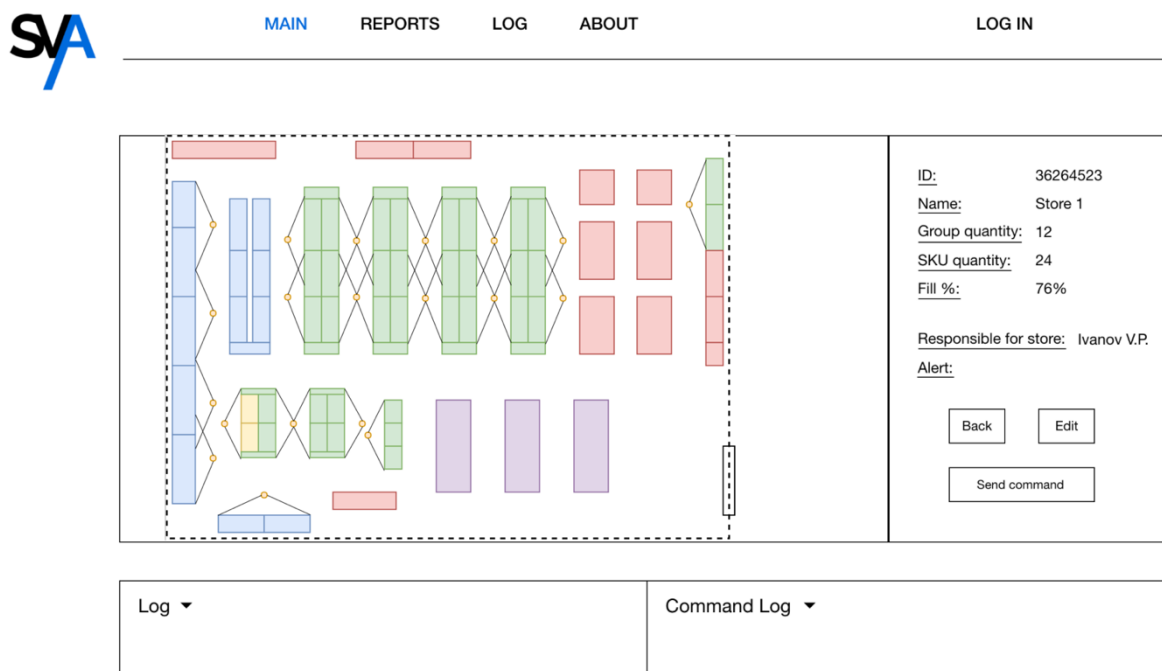 SVA
MAIN REPORTS LOG ABOUT LOG IN
ID: 36264523
Name: Store 1
Group quantity: 12
SKU quantity: 24
Fill %: 76%
Responsible for store: Ivanov V.P.
Alert:
Back Edit
Send command
Log Command Log